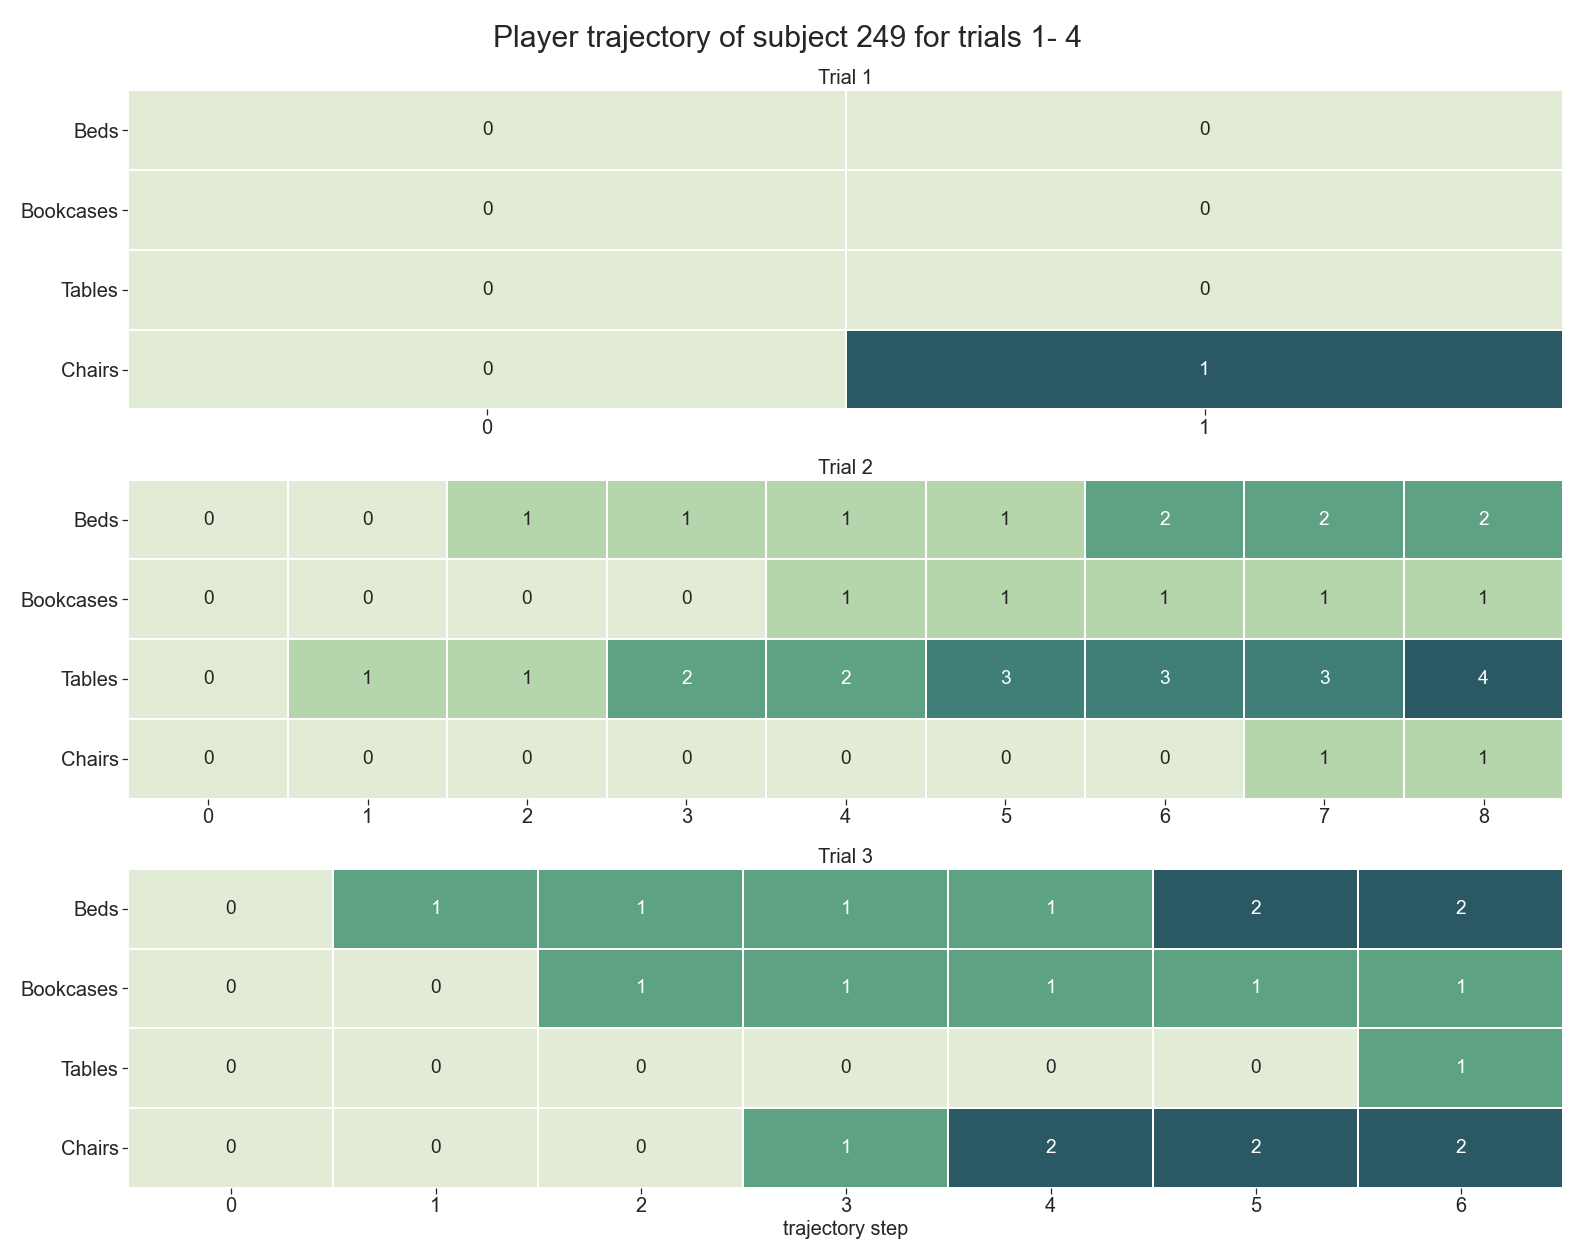 Player trajectory of subject 249 for trials 1- 4
Trial 1
Beds 0 0
Bookcases 0 0
Tables 0 0
Chairs 0 1
0 1
Trial 2
Beds 0 0 1 1 1 1 2 2 2
Bookcases 0 0 0 0 1 1 1 1 1
Tables 0 1 1 2 2 3 3 3 4
Chairs 0 0 0 0 0 0 0 1 1
0 1 2 3 4 5 6 7 8
Trial 3
Beds 0 1 1 1 1 2 2
Bookcases 0 0 1 1 1 1 1
Tables 0 0 0 0 0 0 1
Chairs 0 0 0 1 2 2 2
0 1 2 3 4 5 6
trajectory step